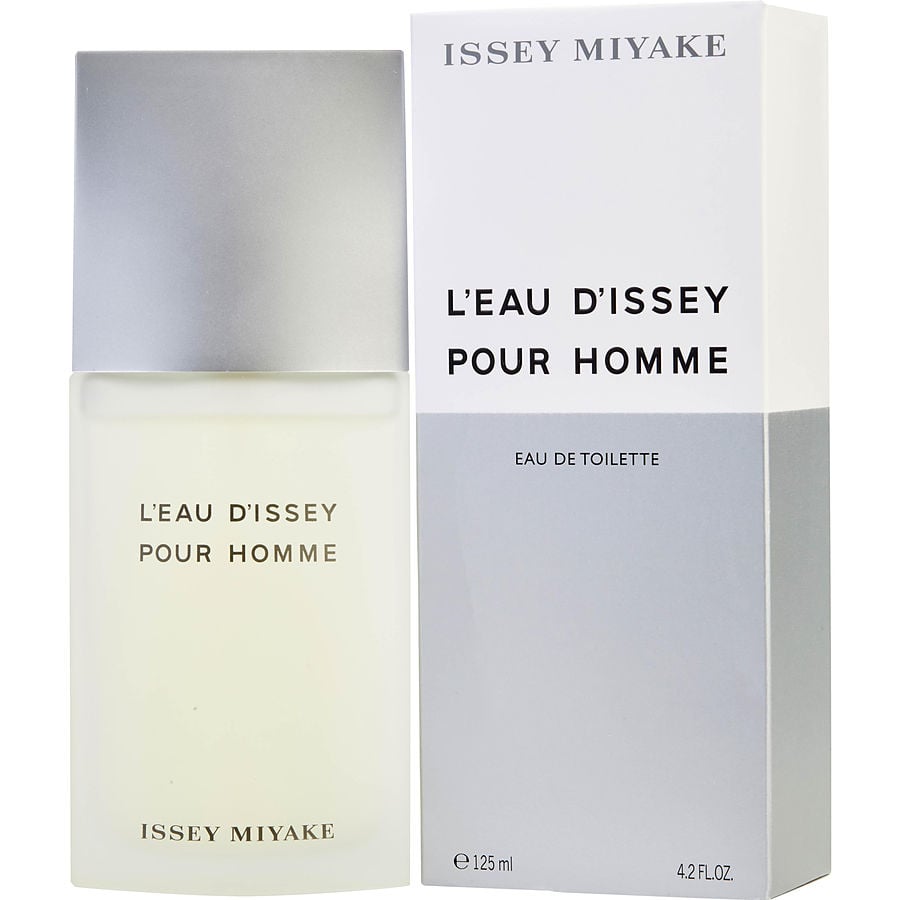 L'EAU D'ISSEY
POUR HOMME
ISSEY MIYAKE
ISSEY MIYAKE
L'EAU D'ISSEY
POUR HOMME
EAU DE TOILETTE
℮ 125 ml
4.2 FL.OZ.